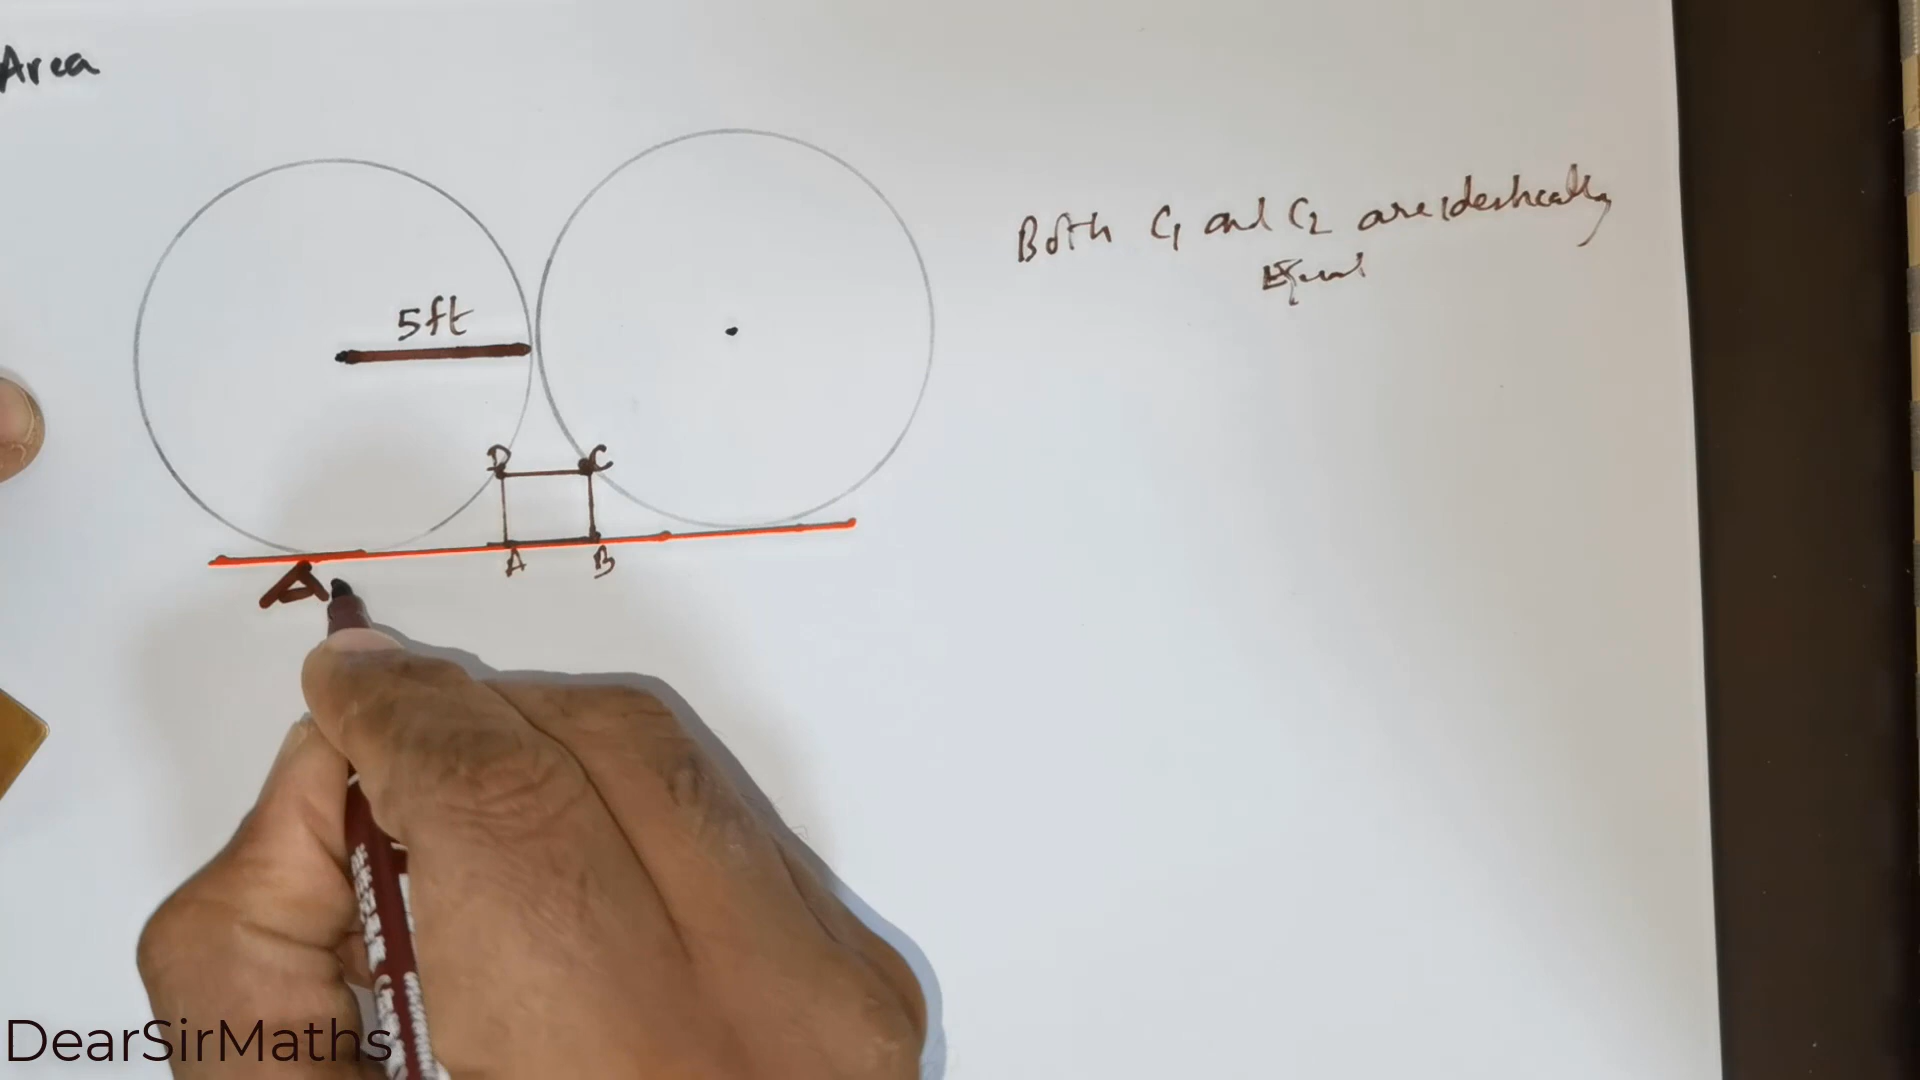 Area
Both C1 and C2 are identically
Equal
5ft
D C
A B
A
DearSirMaths